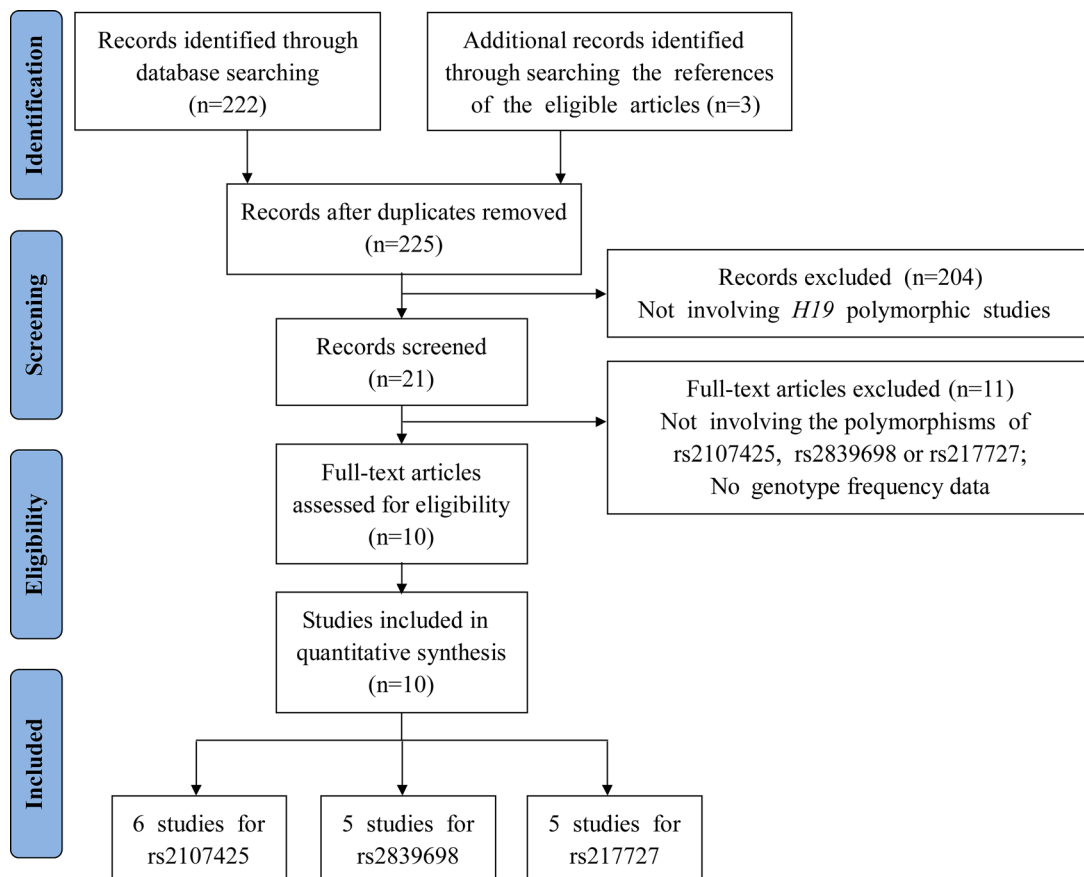 Identification
Records identified through
database searching
(n=222)
Additional records identified
through searching the references
of the eligible articles (n=3)
Records after duplicates removed
(n=225)
Screening
Records excluded (n=204)
Not involving H19 polymorphic studies
Records screened
(n=21)
Full-text articles excluded (n=11)
Not involving the polymorphisms of
rs2107425, rs2839698 or rs217727;
No genotype frequency data
Eligibility
Full-text articles
assessed for eligibility
(n=10)
Studies included in
quantitative synthesis
(n=10)
Included
6 studies for
rs2107425
5 studies for
rs2839698
5 studies for
rs217727